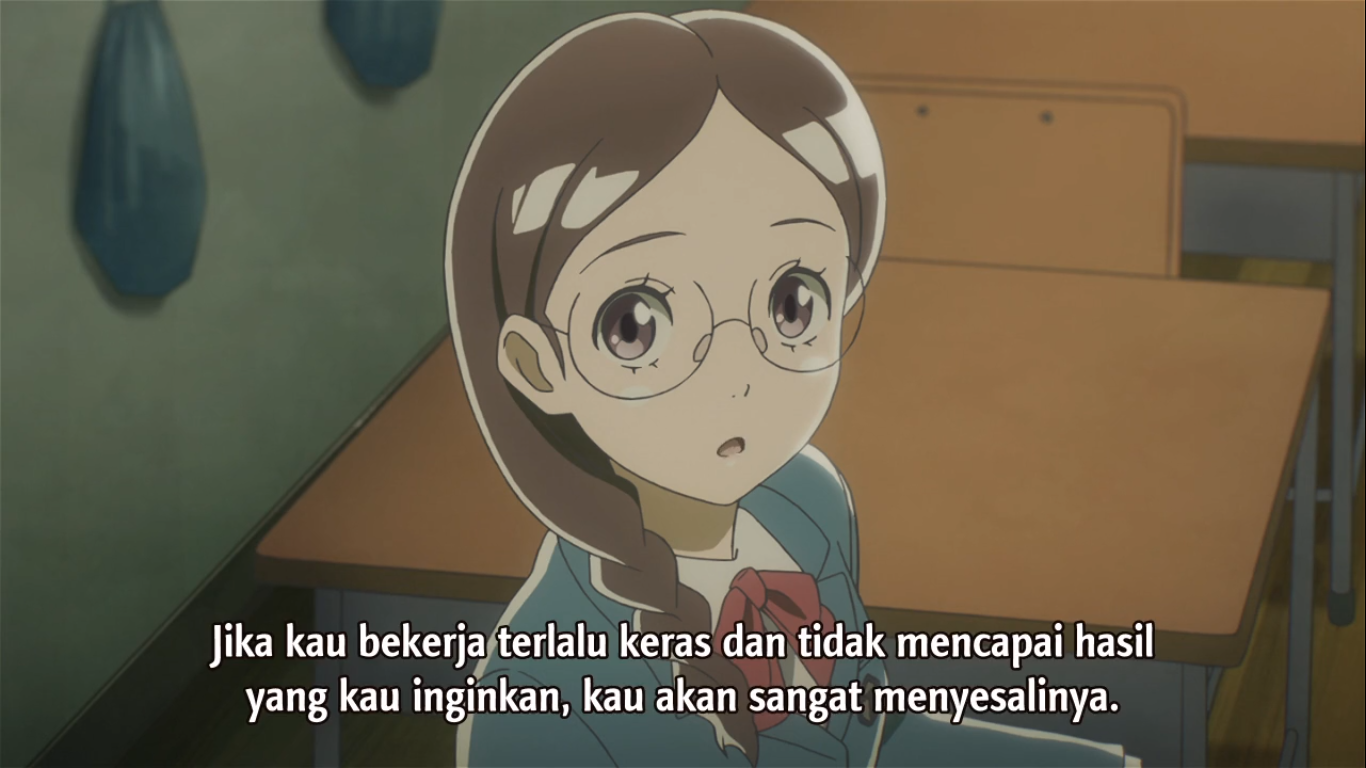 Jika kau bekerja terlalu keras dan tidak mencapai hasil
yang kau inginkan, kau akan sangat menyesalinya.